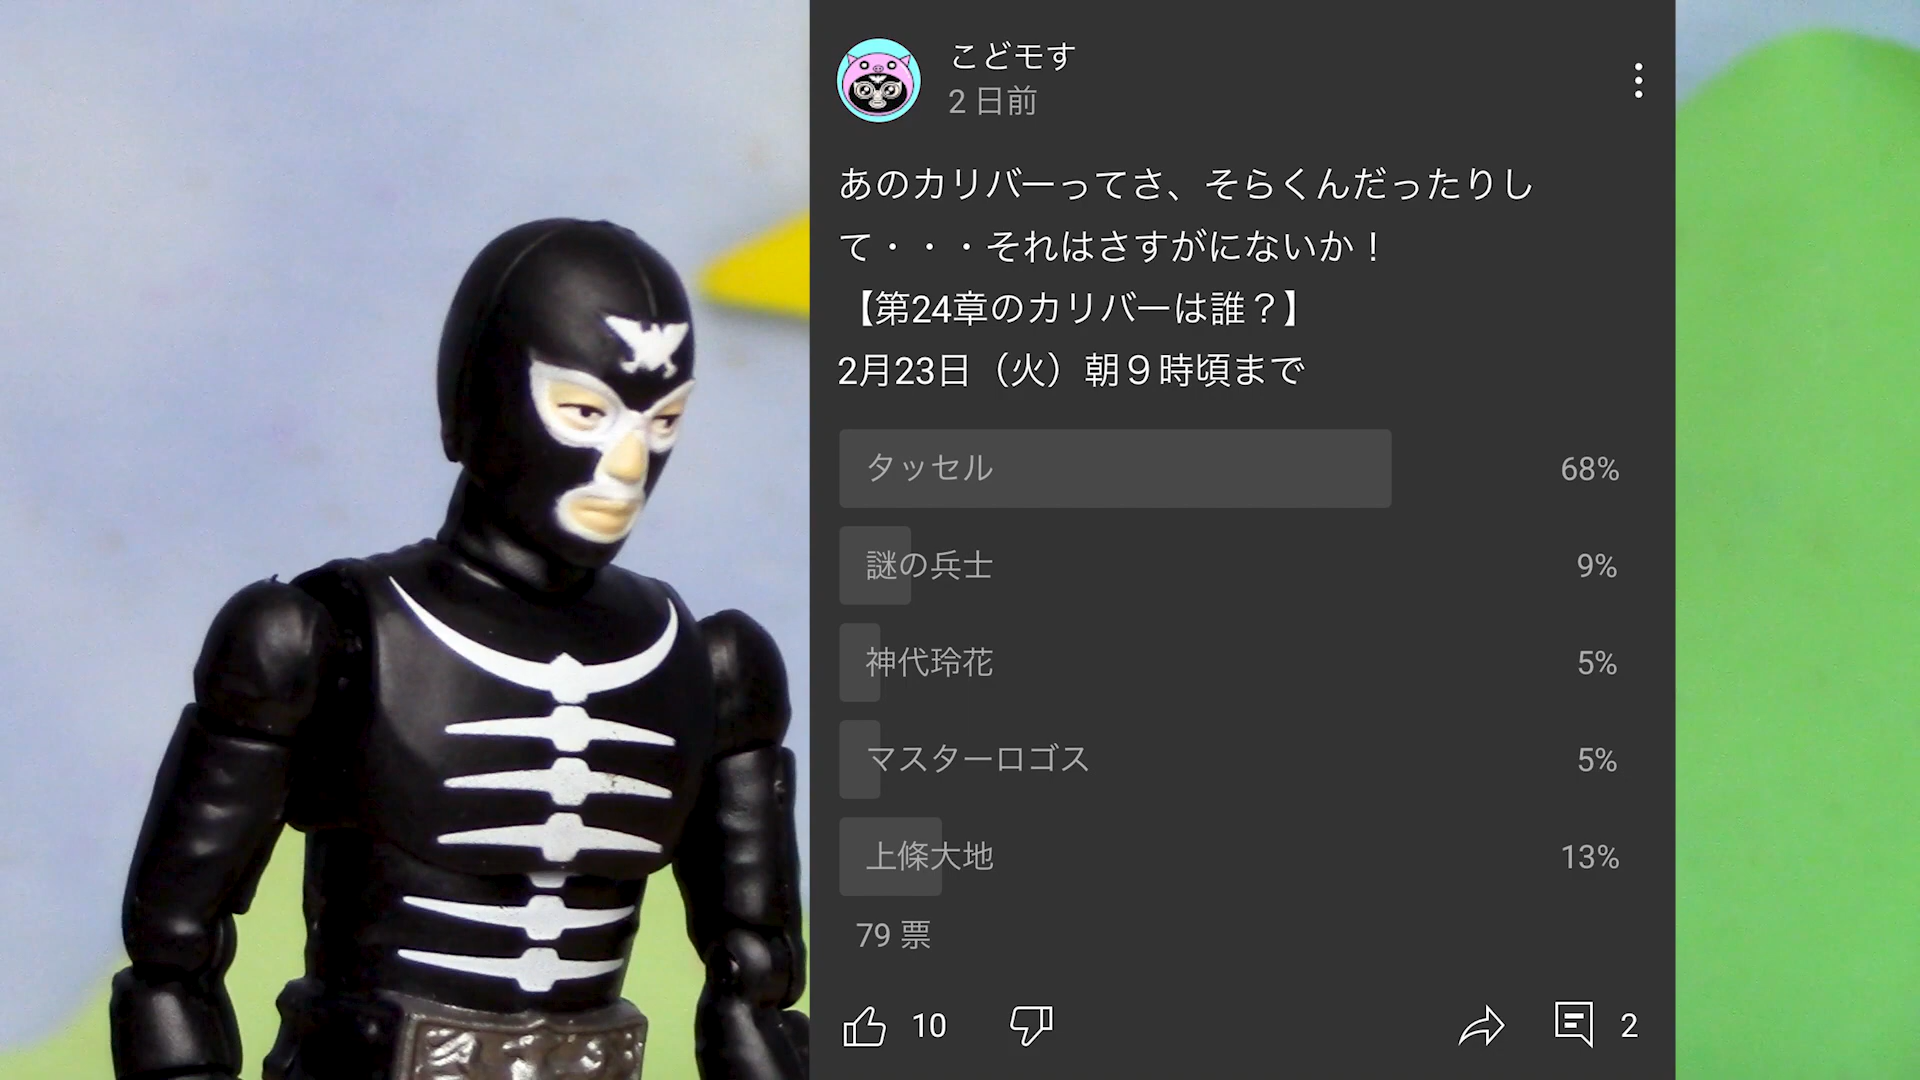 こどモす
2 日前
あのカリバーってさ、そらくんだったりし
て・・・それはさすがにないか！
【第24章のカリバーは誰？】
2月23日（火）朝９時頃まで
タッセル 68%
謎の兵士 9%
神代玲花 5%
マスターロゴス 5%
上條大地 13%
79 票
10 2